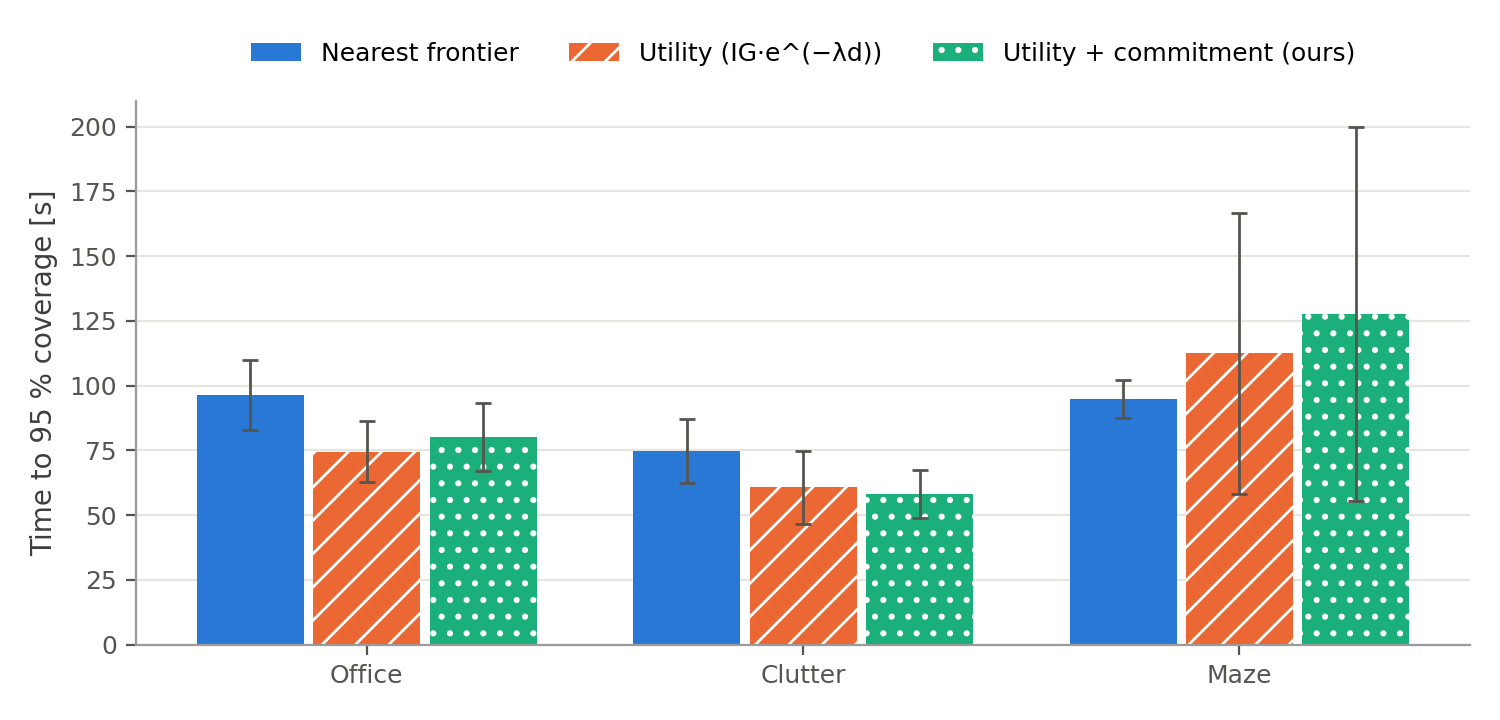 Nearest frontier
Utility (IG·e^(−λd))
Utility + commitment (ours)
Time to 95 % coverage [s]
200
175
150
125
100
75
50
25
0
Office
Clutter
Maze